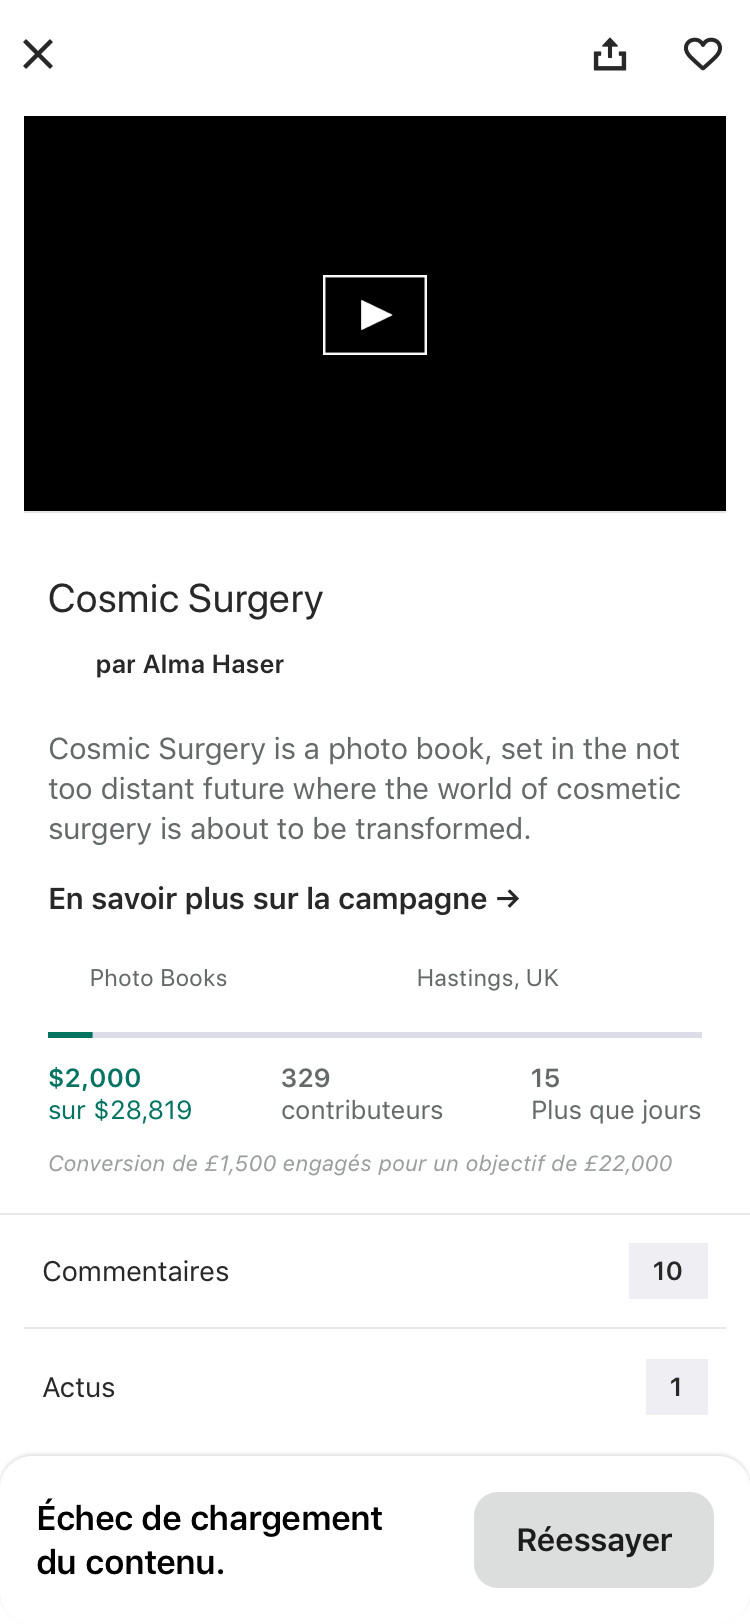 Cosmic Surgery
par Alma Haser
Cosmic Surgery is a photo book, set in the not
too distant future where the world of cosmetic
surgery is about to be transformed.
En savoir plus sur la campagne →
Photo Books
Hastings, UK
$2,000
sur $28,819
329
contributeurs
15
Plus que jours
Conversion de £1,500 engagés pour un objectif de £22,000
Commentaires
10
Actus
1
Échec de chargement
du contenu.
Réessayer